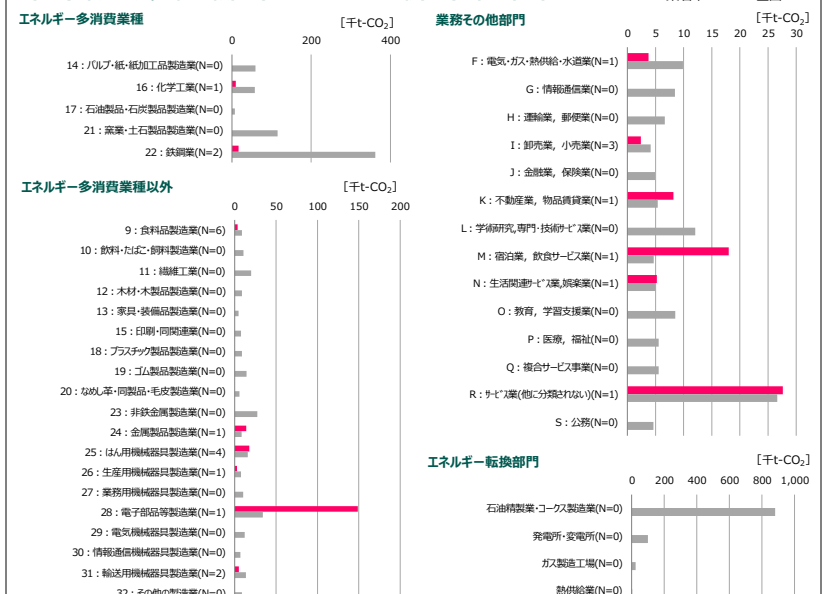 エネルギー多消費業種
[千t-CO2]
0 200 400
14：パルプ・紙・紙加工品製造業(N=0)
16：化学工業(N=1)
17：石油製品・石炭製品製造業(N=0)
21：窯業・土石製品製造業(N=0)
22：鉄鋼業(N=2)
エネルギー多消費業種以外
[千t-CO2]
0 50 100 150 200
9：食料品製造業(N=6)
10：飲料・たばこ・飼料製造業(N=0)
11：繊維工業(N=0)
12：木材・木製品製造業(N=0)
13：家具・装備品製造業(N=0)
15：印刷・同関連業(N=0)
18：プラスチック製品製造業(N=0)
19：ゴム製品製造業(N=0)
20：なめし革・同製品・毛皮製造業(N=0)
23：非鉄金属製造業(N=0)
24：金属製品製造業(N=1)
25：はん用機械器具製造業(N=4)
26：生産用機械器具製造業(N=1)
27：業務用機械器具製造業(N=0)
28：電子部品等製造業(N=1)
29：電気機械器具製造業(N=0)
30：情報通信機械器具製造業(N=0)
31：輸送用機械器具製造業(N=2)
32：その他の製造業(N=0)
業務その他部門
[千t-CO2]
0 5 10 15 20 25 30
F：電気・ガス・熱供給・水道業(N=1)
G：情報通信業(N=0)
H：運輸業，郵便業(N=0)
I：卸売業，小売業(N=3)
J：金融業，保険業(N=0)
K：不動産業，物品賃貸業(N=1)
L：学術研究,専門・技術サービス業(N=0)
M：宿泊業，飲食サービス業(N=1)
N：生活関連サービス業,娯楽業(N=1)
O：教育，学習支援業(N=0)
P：医療，福祉(N=0)
Q：複合サービス事業(N=0)
R：サービス業(他に分類されない)(N=1)
S：公務(N=0)
エネルギー転換部門
[千t-CO2]
0 200 400 600 800 1,000
石油精製業・コークス製造業(N=0)
発電所・変電所(N=0)
ガス製造工場(N=0)
熱供給業(N=0)